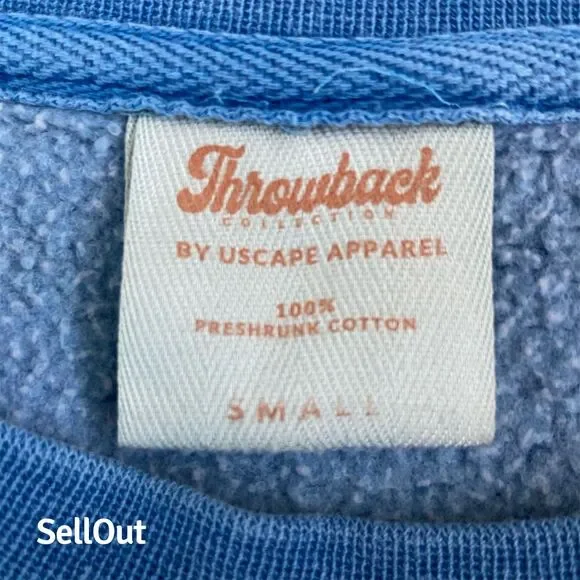 Throwback
COLLECTION
BY USCAPE APPAREL
100%
PRESHRUNK COTTON
SMALL
SellOut